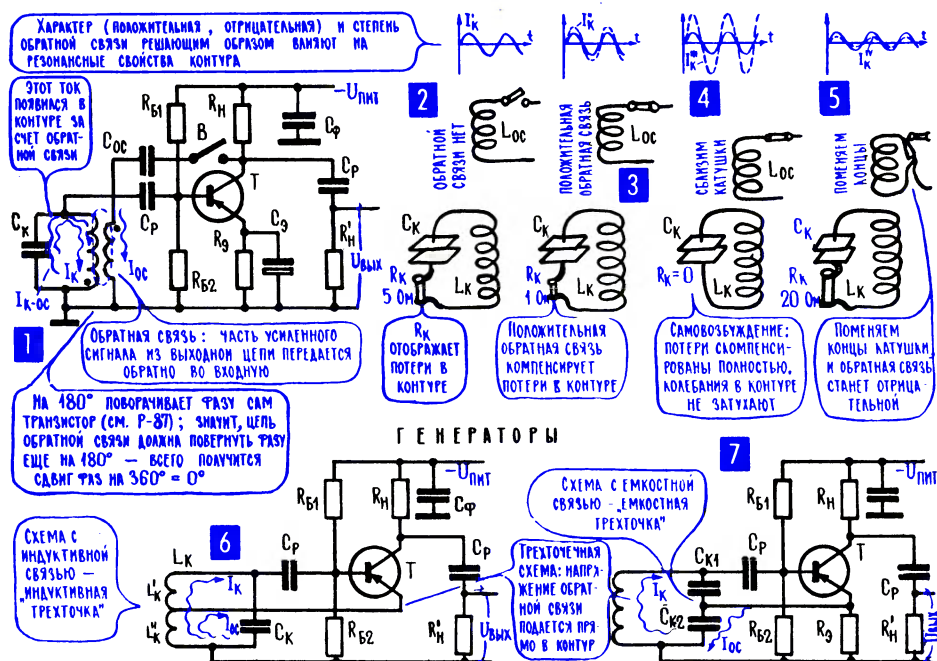 ХАРАКТЕР (ПОЛОЖИТЕЛЬНАЯ, ОТРИЦАТЕЛЬНАЯ) И СТЕПЕНЬ
ОБРАТНОЙ СВЯЗИ РЕШАЮЩИМ ОБРАЗОМ ВЛИЯЮТ НА
РЕЗОНАНСНЫЕ СВОЙСТВА КОНТУРА
ЭТОТ ТОК
ПОЯВИЛСЯ В
КОНТУРЕ ЗА
СЧЕТ ОБРАТ-
НОЙ СВЯЗИ
RБ1
RН
-UПИТ
CФ
CОС
В
Т
CР
CР
CК
IК
IОС
IК-ОС
RЭ
CЭ
RБ2
R'Н
UВЫХ
1
ОБРАТНАЯ СВЯЗЬ: ЧАСТЬ УСИЛЕННОГО
СИГНАЛА ИЗ ВЫХОДНОЙ ЦЕПИ ПЕРЕДАЕТСЯ
ОБРАТНО ВО ВХОДНУЮ
НА 180° ПОВОРАЧИВАЕТ ФАЗУ САМ
ТРАНЗИСТОР (СМ. Р-87); ЗНАЧИТ, ЦЕПЬ
ОБРАТНОЙ СВЯЗИ ДОЛЖНА ПОВЕРНУТЬ ФАЗУ
ЕЩЕ НА 180° — ВСЕГО ПОЛУЧИТСЯ
СДВИГ ФАЗ НА 360° = 0°
I'К
t
2
ОБРАТНОЙ
СВЯЗИ НЕТ
LОС
CК
RК
5 Ом
LК
RК
ОТОБРАЖАЕТ
ПОТЕРИ В
КОНТУРЕ
I"К
t
ПОЛОЖИТЕЛЬНАЯ
ОБРАТНАЯ СВЯЗЬ
LОС
3
CК
RК
1 Ом
LК
ПОЛОЖИТЕЛЬНАЯ
ОБРАТНАЯ СВЯЗЬ
КОМПЕНСИРУЕТ
ПОТЕРИ В КОНТУРЕ
I'''К
t
4
СБЛИЗИМ
КАТУШКИ
LОС
CК
RК=0
LК
САМОВОЗБУЖДЕНИЕ:
ПОТЕРИ СКОМПЕНСИ-
РОВАНЫ ПОЛНОСТЬЮ,
КОЛЕБАНИЯ В КОНТУРЕ
НЕ ЗАТУХАЮТ
IIVК
t
5
ПОМЕНЯЕМ
КОНЦЫ
LОС
CК
RК
20 Ом
LК
ПОМЕНЯЕМ
КОНЦЫ КАТУШКИ,
И ОБРАТНАЯ СВЯЗЬ
СТАНЕТ ОТРИЦА-
ТЕЛЬНОЙ
ГЕНЕРАТОРЫ
СХЕМА С
ИНДУКТИВНОЙ
СВЯЗЬЮ —
„ИНДУКТИВНАЯ
ТРЕХТОЧКА"
6
LК
L'К
L"К
IК
IОС
CК
CР
RБ1
RН
-UПИТ
CФ
Т
CР
RБ2
R'Н
UВЫХ
ТРЕХТОЧЕЧНАЯ
СХЕМА: НАПРЯ-
ЖЕНИЕ ОБРАТ-
НОЙ СВЯЗИ
ПОДАЕТСЯ ПРЯ-
МО В КОНТУР
СХЕМА С ЕМКОСТНОЙ
СВЯЗЬЮ - „ЕМКОСТНАЯ
ТРЕХТОЧКА"
7
RБ1
RН
-UПИТ
CК1
CР
Т
IК
CК2
IОС
RБ2
RЭ
CР
R'Н
UВЫХ